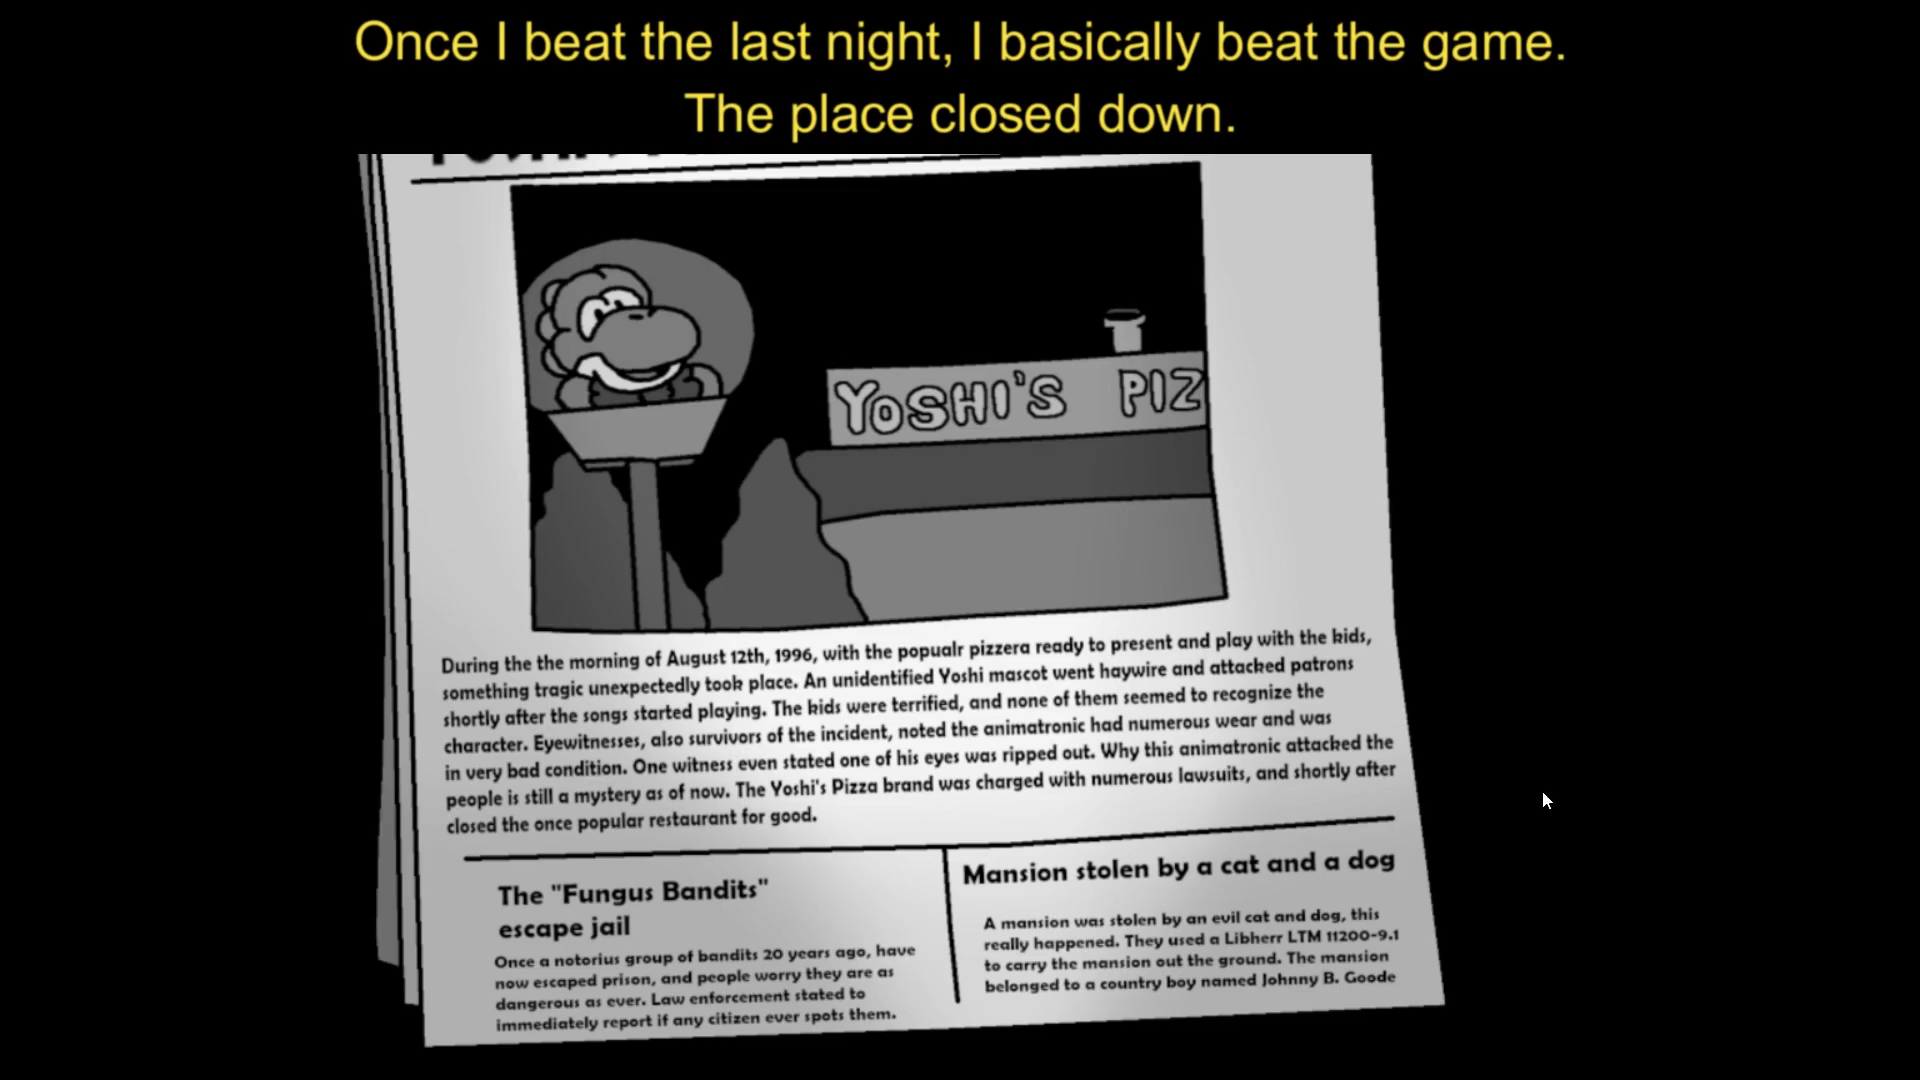 Once I beat the last night, I basically beat the game.
The place closed down.
YOSHI'S PIZ
During the the morning of August 12th, 1996, with the popualr pizzera ready to present and play with the kids,
something tragic unexpectedly took place. An unidentified Yoshi mascot went haywire and attacked patrons
shortly after the songs started playing. The kids were terrified, and none of them seemed to recognize the
character. Eyewitnesses, also survivors of the incident, noted the animatronic had numerous wear and was
in very bad condition. One witness even stated one of his eyes was ripped out. Why this animatronic attacked the
people is still a mystery as of now. The Yoshi's Pizza brand was charged with numerous lawsuits, and shortly after
closed the once popular restaurant for good.
The "Fungus Bandits"
escape jail
Once a notorius group of bandits 20 years ago, have
now escaped prison, and people worry they are as
dangerous as ever. Law enforcement stated to
immediately report if any citizen ever spots them.
Mansion stolen by a cat and a dog
A mansion was stolen by an evil cat and dog, this
really happened. They used a Libherr LTM 11200-9.1
to carry the mansion out the ground. The mansion
belonged to a country boy named Johnny B. Goode